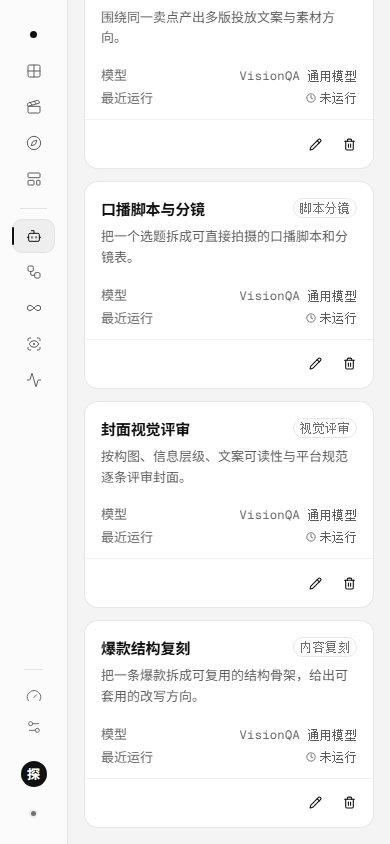 围绕同一卖点产出多版投放文案与素材方
向。
模型 VisionQA 通用模型
最近运行 未运行
口播脚本与分镜 脚本分镜
把一个选题拆成可直接拍摄的口播脚本和分
镜表。
模型 VisionQA 通用模型
最近运行 未运行
封面视觉评审 视觉评审
按构图、信息层级、文案可读性与平台规范
逐条评审封面。
模型 VisionQA 通用模型
最近运行 未运行
爆款结构复刻 内容复刻
把一条爆款拆成可复用的结构骨架，给出可
套用的改写方向。
模型 VisionQA 通用模型
最近运行 未运行
探